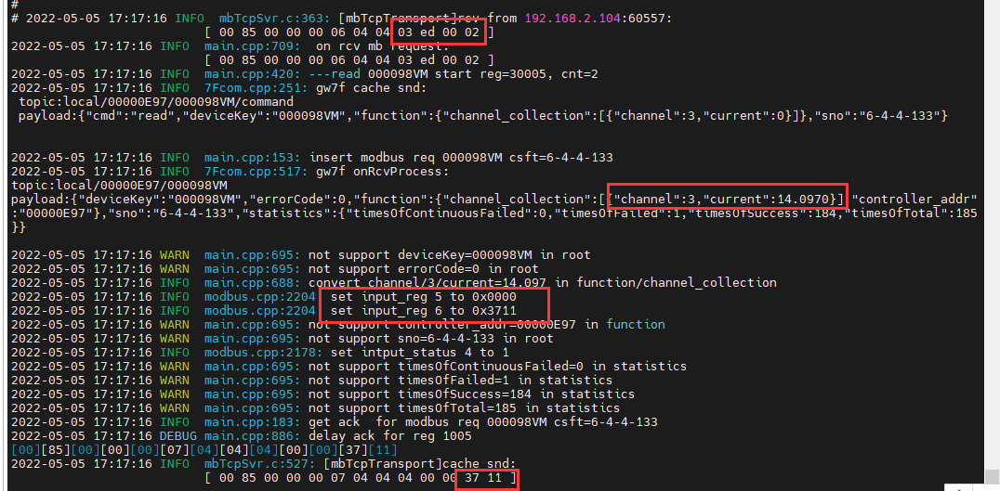 #
# 2022-05-05 17:17:16 INFO  mbTcpSvr.c:363: [mbTcpTransport]rcv from 192.168.2.104:60557:
[ 00 85 00 00 00 06 04 04 03 ed 00 02 ]
2022-05-05 17:17:16 INFO  main.cpp:709:  on rcv mb request:
[ 00 85 00 00 00 06 04 04 03 ed 00 02 ]
2022-05-05 17:17:16 INFO  main.cpp:420: ---read 000098VM start reg=30005, cnt=2
2022-05-05 17:17:16 INFO  7Fcom.cpp:251: gw7f cache snd:
topic:local/00000E97/000098VM/command
payload:{"cmd":"read","deviceKey":"000098VM","function":{"channel_collection":[{"channel":3,"current":0}]},"sno":"6-4-4-133"}
2022-05-05 17:17:16 INFO  main.cpp:153: insert modbus req 000098VM csft=6-4-4-133
2022-05-05 17:17:16 INFO  7Fcom.cpp:517: gw7f onRcvProcess:
topic:local/00000E97/000098VM
payload:{"deviceKey":"000098VM","errorCode":0,"function":{"channel_collection":[{"channel":3,"current":14.0970}] "controller_addr"
:"00000E97"},"sno":"6-4-4-133","statistics":{"timesOfContinuousFailed":0,"timesOfFailed":1,"timesOfSuccess":184,"timesOfTotal":185
}}
2022-05-05 17:17:16 WARN  main.cpp:695: not support deviceKey=000098VM in root
2022-05-05 17:17:16 WARN  main.cpp:695: not support errorCode=0 in root
2022-05-05 17:17:16 INFO  main.cpp:688: convert channel/3/current=14.097 in function/channel_collection
2022-05-05 17:17:16 INFO  modbus.cpp:2204  set input_reg 5 to 0x0000
2022-05-05 17:17:16 INFO  modbus.cpp:2204  set input_reg 6 to 0x3711
2022-05-05 17:17:16 WARN  main.cpp:695: not support controller_addr=00000E97 in function
2022-05-05 17:17:16 WARN  main.cpp:695: not support sno=6-4-4-133 in root
2022-05-05 17:17:16 INFO  modbus.cpp:2178: set intput_status 4 to 1
2022-05-05 17:17:16 WARN  main.cpp:695: not support timesOfContinuousFailed=0 in statistics
2022-05-05 17:17:16 WARN  main.cpp:695: not support timesOfFailed=1 in statistics
2022-05-05 17:17:16 WARN  main.cpp:695: not support timesOfSuccess=184 in statistics
2022-05-05 17:17:16 WARN  main.cpp:695: not support timesOfTotal=185 in statistics
2022-05-05 17:17:16 INFO  main.cpp:183: get ack  for modbus req 000098VM csft=6-4-4-133
2022-05-05 17:17:16 DEBUG main.cpp:886: delay ack for reg 1005
[00][85][00][00][00][07][04][04][04][00][00][37][11]
2022-05-05 17:17:16 INFO  mbTcpSvr.c:527: [mbTcpTransport]cache snd:
[ 00 85 00 00 00 07 04 04 04 00 00 37 11 ]